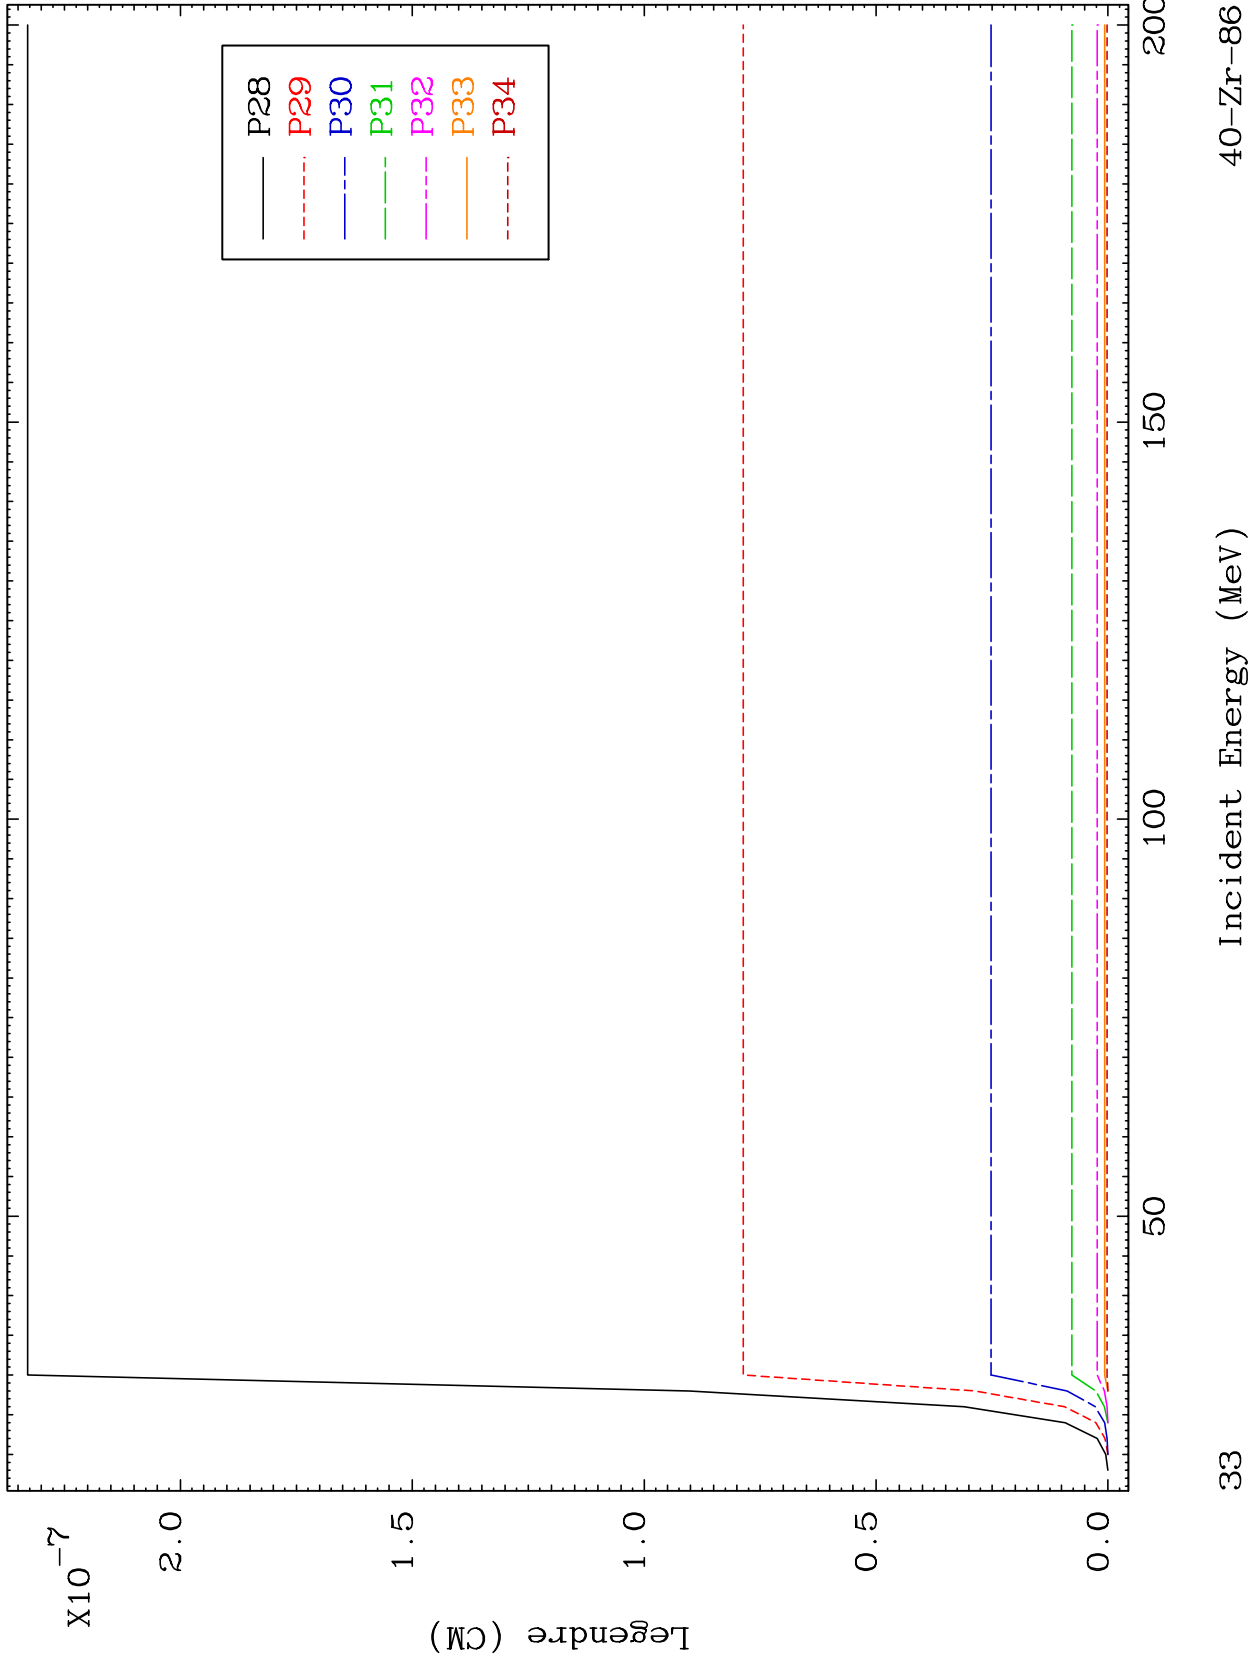 X10-7
2.0
1.5
1.0
0.5
0.0
Legendre (CM)
P28
P29
P30
P31
P32
P33
P34
50
100
150
200
Incident Energy (MeV)
33
40-Zr-86